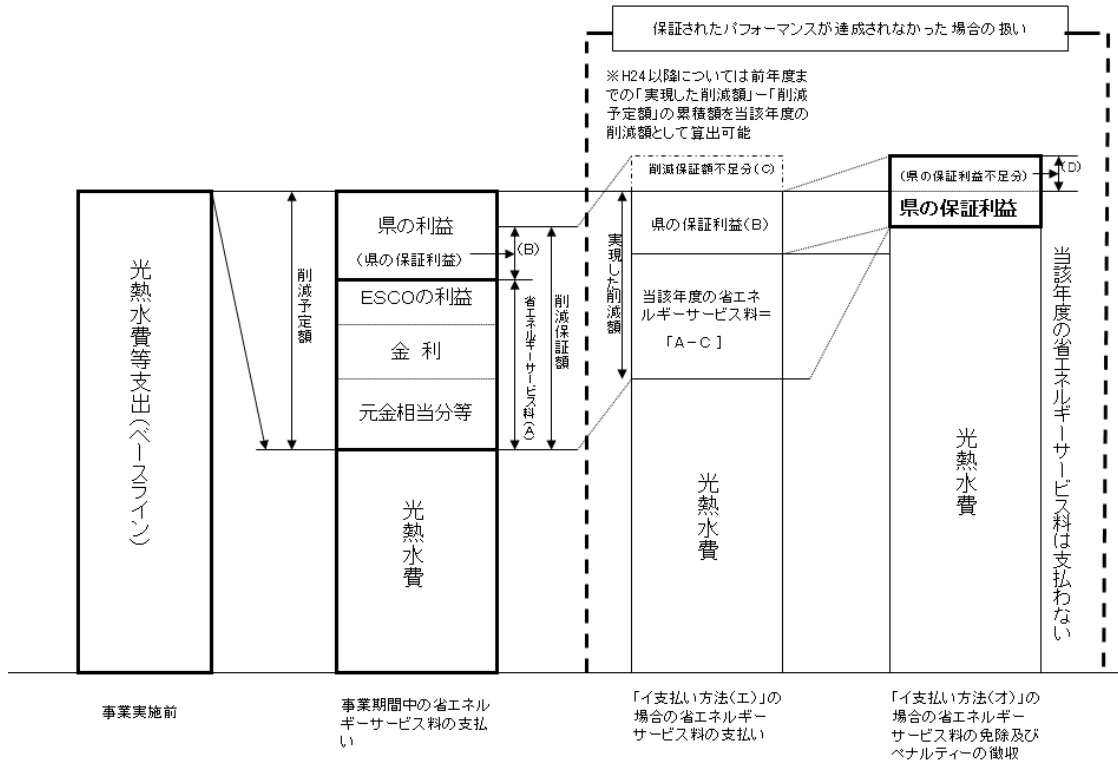 保証されたパフォーマンスが達成されなかった場合の扱い
※H24以降については前年度ま
での「実現した削減額」ー「削減
予定額」の累積額を当該年度の
削減額として算出可能
光熱水費等支出(ベースライン)
削減予定額
県の利益
(県の保証利益)
(B)
ESCOの利益
金 利
元金相当分等
省エネルギーサービス料(A)
削減保証額
光熱水費
削減保証額不足分(C)
実現した削減額
県の保証利益(B)
当該年度の省エネ
ルギーサービス料=
[A-C]
光熱水費
(県の保証利益不足分)
(D)
県の保証利益
光熱水費
当該年度の省エネルギーサービス料は支払わない
事業実施前
事業期間中の省エネル
ギーサービス料の支払
い
「イ支払い方法(エ)」の
場合の省エネルギー
サービス料の支払い
「イ支払い方法(オ)」の
場合の省エネルギー
サービス料の免除及び
ペナルティーの徴収